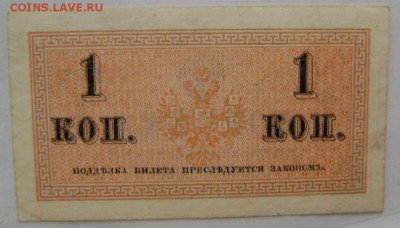 COINS.LAVE.RU
1 1
КОП. КОП.
ПОДДѢЛКА БИЛЕТА ПРЕСЛѢДУЕТСЯ ЗАКОНОМЪ.